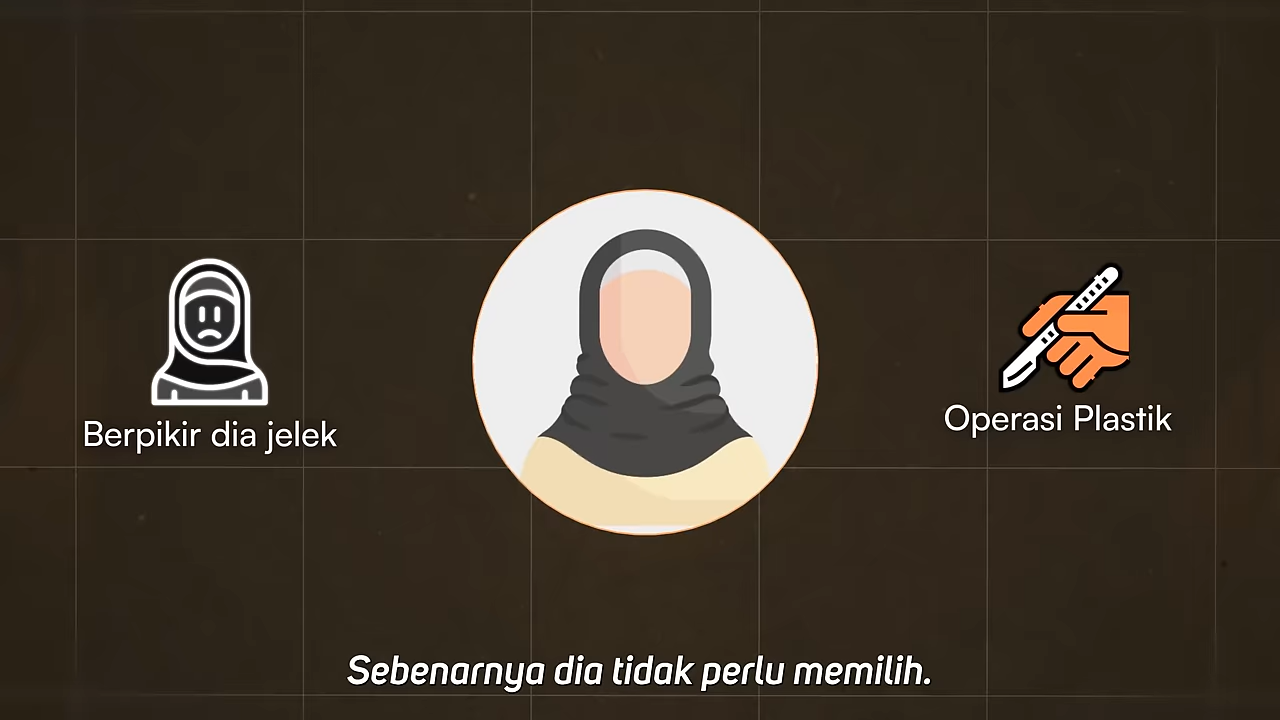 Berpikir dia jelek
Operasi Plastik
Sebenarnya dia tidak perlu memilih.